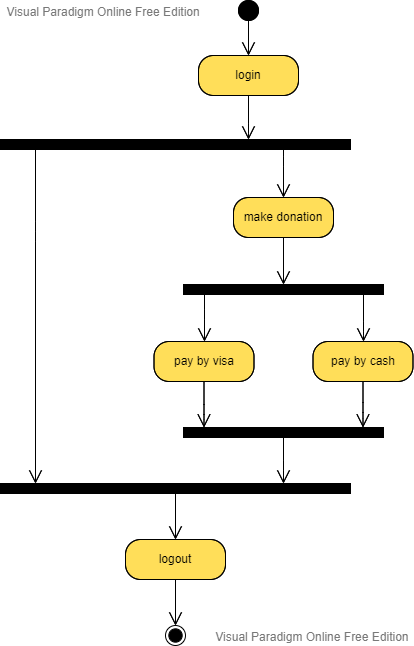 Visual Paradigm Online Free Edition
login
make donation
pay by visa
pay by cash
logout
Visual Paradigm Online Free Edition